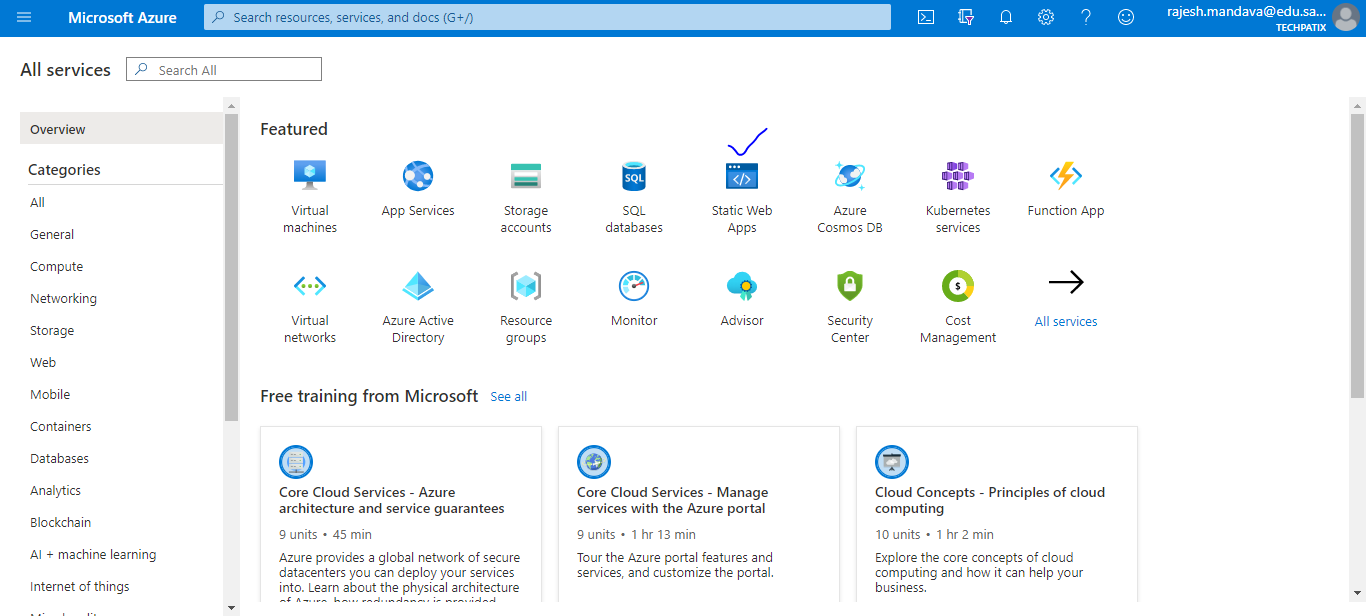 Microsoft Azure
Search resources, services, and docs (G+/)
rajesh.mandava@edu.sa...
TECHPATIX
All services
Search All
Overview
Categories
All
General
Compute
Networking
Storage
Web
Mobile
Containers
Databases
Analytics
Blockchain
AI + machine learning
Internet of things
Featured
Virtual
machines
App Services
Storage
accounts
SQL
SQL
databases
Static Web
Apps
Azure
Cosmos DB
Kubernetes
services
Function App
Virtual
networks
Azure Active
Directory
Resource
groups
Monitor
Advisor
Security
Center
$
Cost
Management
All services
Free training from Microsoft
See all
Core Cloud Services - Azure
architecture and service guarantees
9 units • 45 min
Azure provides a global network of secure
datacenters you can deploy your services
into. Learn about the physical architecture
of Azure, how redundancy is provided
Core Cloud Services - Manage
services with the Azure portal
9 units • 1 hr 13 min
Tour the Azure portal features and
services, and customize the portal.
Cloud Concepts - Principles of cloud
computing
10 units • 1 hr 2 min
Explore the core concepts of cloud
computing and how it can help your
business.